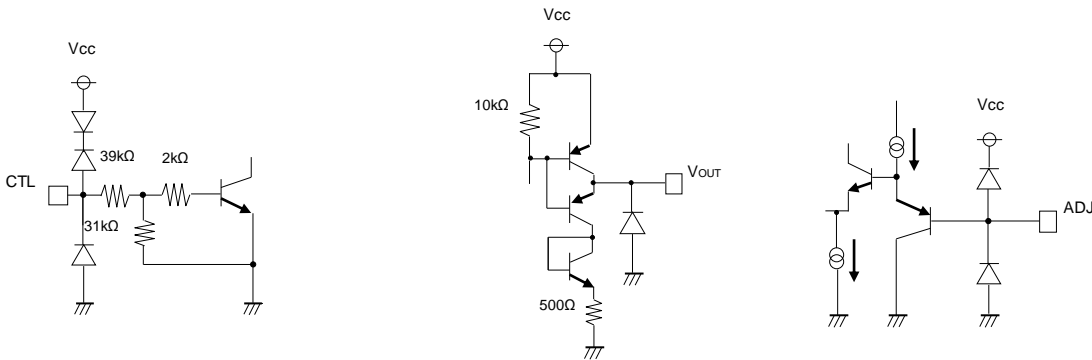 Vcc
39kΩ
2kΩ
CTL
31kΩ
Vcc
10kΩ
VOUT
500Ω
Vcc
ADJ